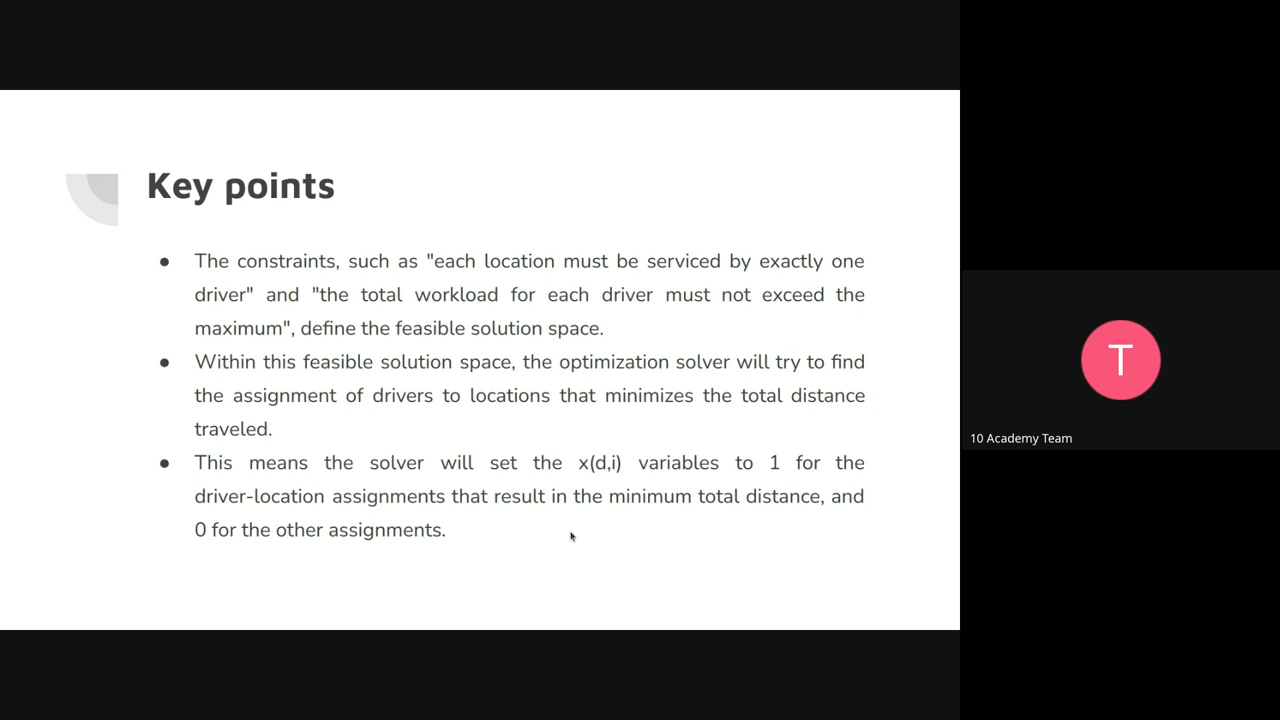 Key points
● The constraints, such as "each location must be serviced by exactly one
driver" and "the total workload for each driver must not exceed the
maximum", define the feasible solution space.
● Within this feasible solution space, the optimization solver will try to find
the assignment of drivers to locations that minimizes the total distance
traveled.
● This means the solver will set the x(d,i) variables to 1 for the
driver-location assignments that result in the minimum total distance, and
0 for the other assignments.
T
10 Academy Team